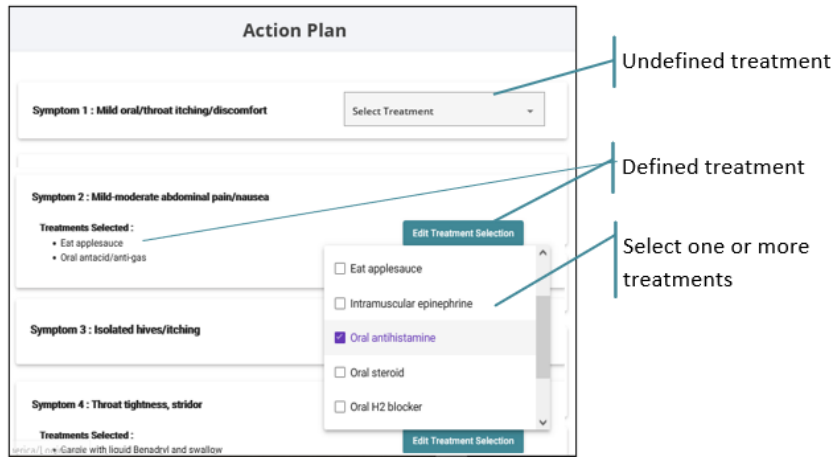 Action Plan
Undefined treatment
Symptom 1 : Mild oral/throat itching/discomfort
Select Treatment
Defined treatment
Symptom 2 : Mild-moderate abdominal pain/nausea
Treatments Selected :
Edit Treatment Selection
• Eat applesauce
• Oral antacid/anti-gas
Select one or more
treatments
Eat applesauce
Intramuscular epinephrine
Symptom 3 : Isolated hives/itching
Oral antihistamine
Oral steroid
Symptom 4 : Throat tightness, stridor
Oral H2 blocker
Treatments Selected :
Edit Treatment Selection
• Gargle with liquid Benadryl and swallow